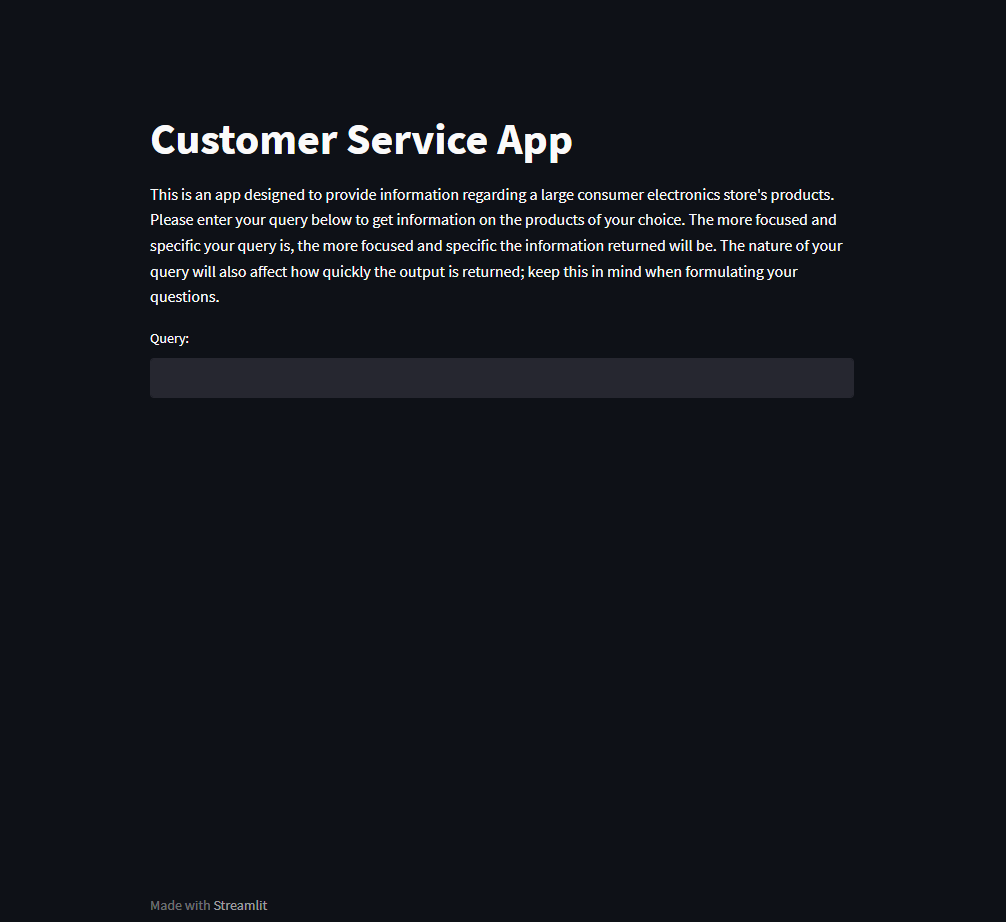 Customer Service App
This is an app designed to provide information regarding a large consumer electronics store's products.
Please enter your query below to get information on the products of your choice. The more focused and
specific your query is, the more focused and specific the information returned will be. The nature of your
query will also affect how quickly the output is returned; keep this in mind when formulating your
questions.
Query:
Made with Streamlit